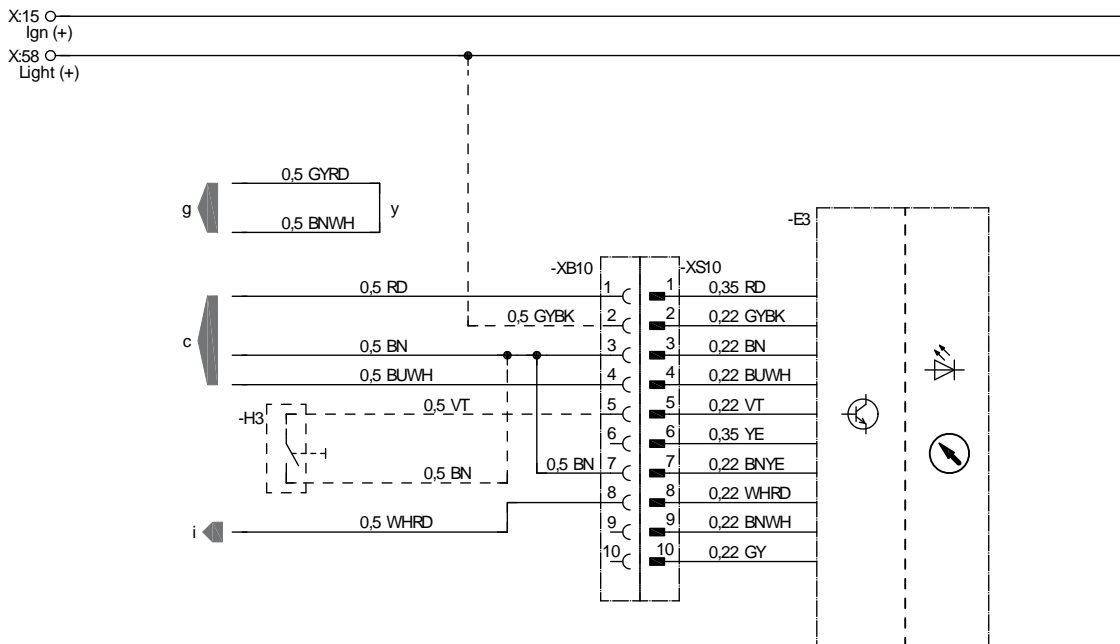 X:15
Ign (+)
X:58
Light (+)
0,5 GYRD
g
y
0,5 BNWH
-E3
-XB10
-XS10
0,5 RD
1
1
0,35 RD
0,5 GYBK
2
2
0,22 GYBK
c
0,5 BN
3
3
0,22 BN
0,5 BUWH
4
4
0,22 BUWH
-H3
0,5 VT
5
5
0,22 VT
6
6
0,35 YE
0,5 BN
0,5 BN
7
7
0,22 BNYE
8
8
0,22 WHRD
i
0,5 WHRD
9
9
0,22 BNWH
10
10
0,22 GY